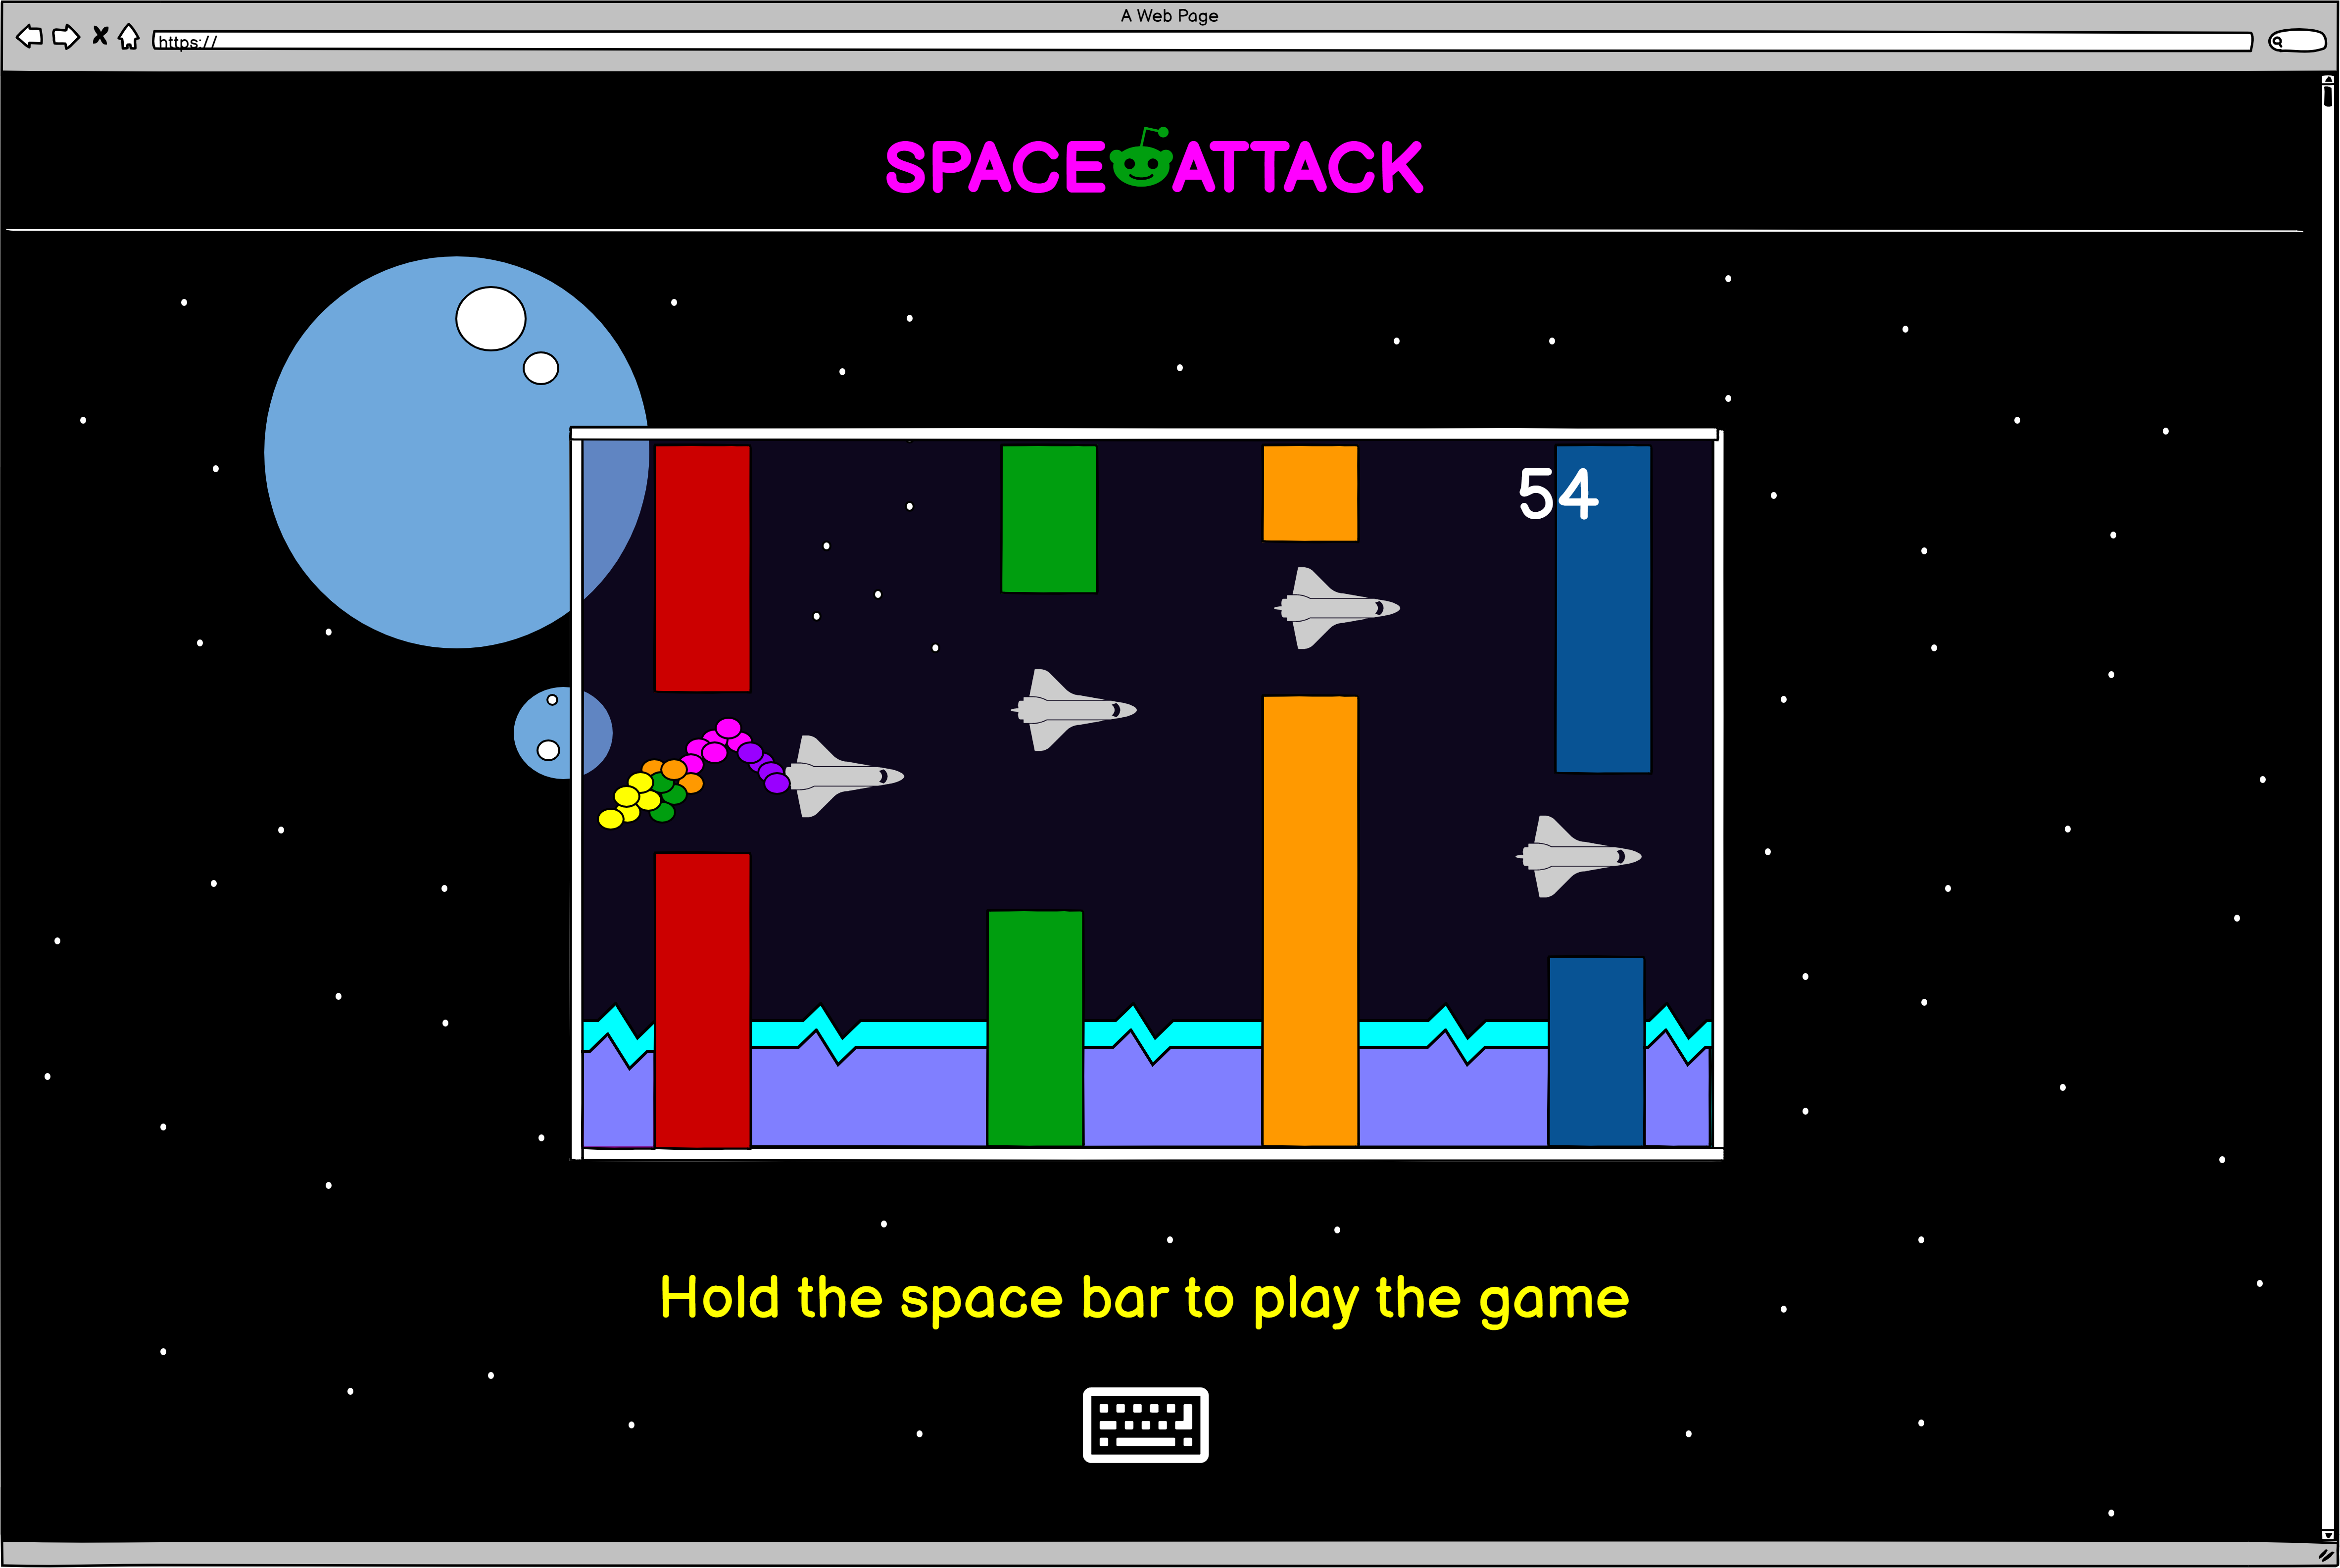 A Web Page
https://
SPACE ATTACK
54
Hold the space bar to play the game